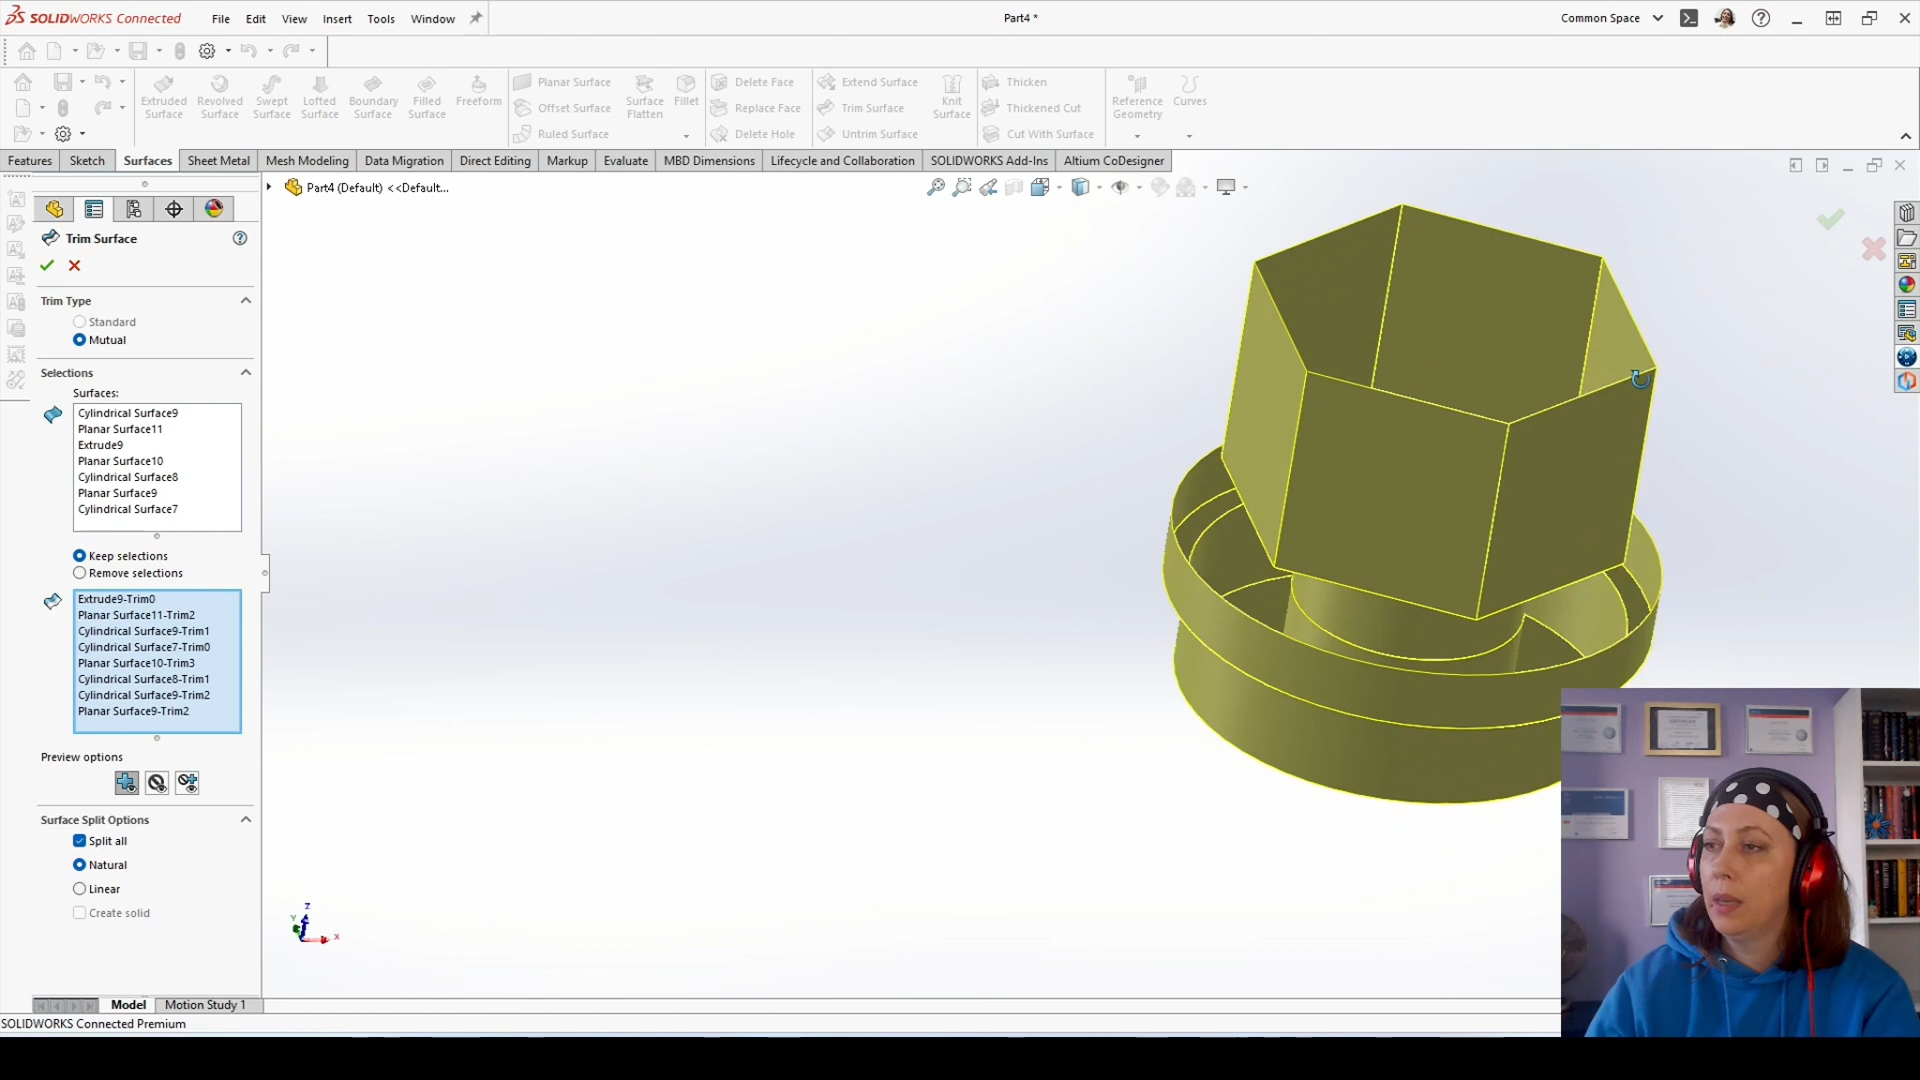 SOLIDWORKS Connected
File Edit View Insert Tools Window
Part4 *
Common Space
Extruded Surface
Revolved Surface
Swept Surface
Lofted Surface
Boundary Surface
Filled Surface
Freeform
Planar Surface
Offset Surface
Ruled Surface
Surface Flatten
Fillet
Delete Face
Replace Face
Delete Hole
Extend Surface
Trim Surface
Untrim Surface
Knit Surface
Thicken
Thickened Cut
Cut With Surface
Reference Geometry
Curves
Features Sketch Surfaces Sheet Metal Mesh Modeling Data Migration Direct Editing Markup Evaluate MBD Dimensions Lifecycle and Collaboration SOLIDWORKS Add-Ins Altium CoDesigner
Part4 (Default) <<Default...
Trim Surface
Trim Type
Standard
Mutual
Selections
Surfaces:
Cylindrical Surface9
Planar Surface11
Extrude9
Planar Surface10
Cylindrical Surface8
Planar Surface9
Cylindrical Surface7
Keep selections
Remove selections
Extrude9-Trim0
Planar Surface11-Trim2
Cylindrical Surface9-Trim1
Cylindrical Surface7-Trim0
Planar Surface10-Trim3
Cylindrical Surface8-Trim1
Cylindrical Surface9-Trim2
Planar Surface9-Trim2
Preview options
Surface Split Options
Split all
Natural
Linear
Create solid
Z
Y
X
Model Motion Study 1
SOLIDWORKS Connected Premium